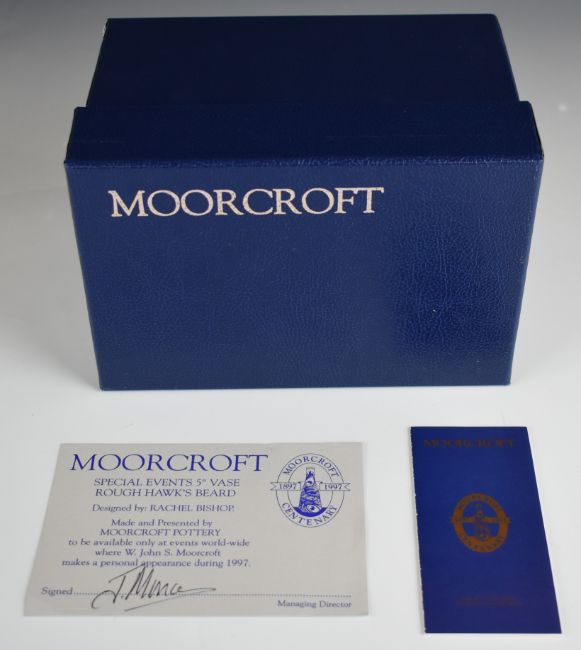 MOORCROFT
MOORCROFT
SPECIAL EVENTS 5" VASE
ROUGH HAWK'S BEARD
Designed by: RACHEL BISHOP.
Made and Presented by
MOORCROFT POTTERY
to be available only at events world-wide
where W. John S. Moorcroft
makes a personal appearance during 1997.
Signed
Managing Director
MOORCROFT
1897 1997
CENTENARY
MOORCROFT
MOORCROFT
CENTENARY